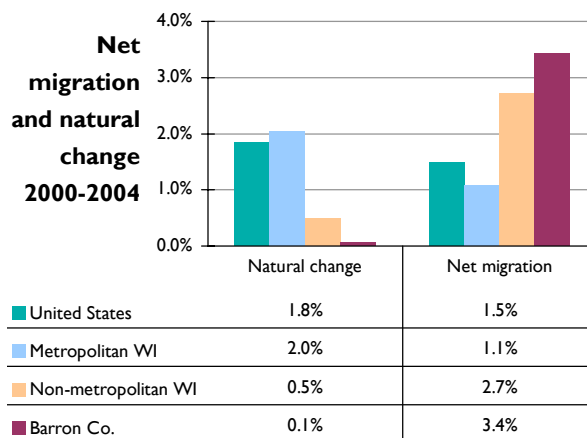 Net
migration
and natural
change
2000-2004
4.0%
3.0%
2.0%
1.0%
0.0%
Natural change Net migration
United States 1.8% 1.5%
Metropolitan WI 2.0% 1.1%
Non-metropolitan WI 0.5% 2.7%
Barron Co. 0.1% 3.4%